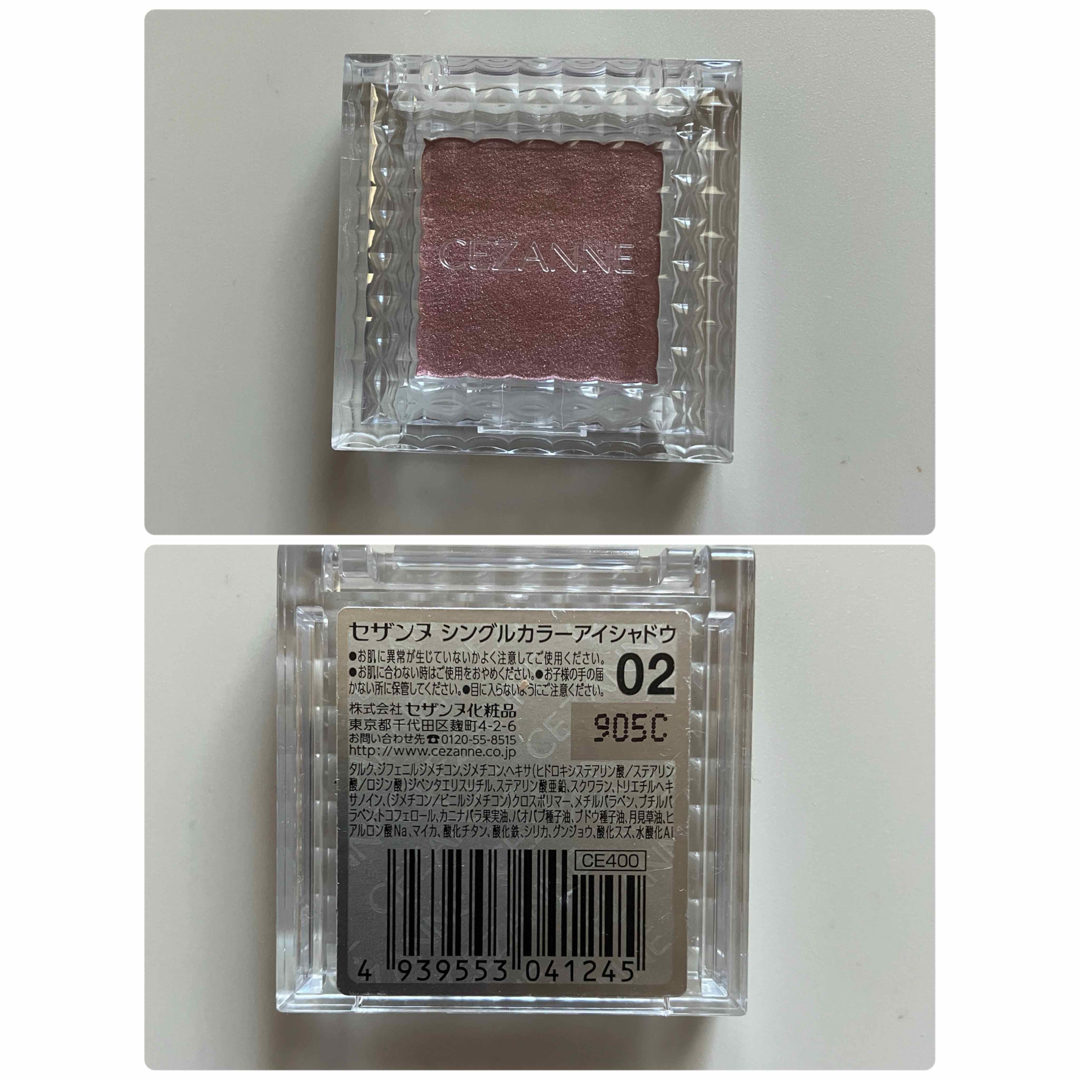 CEZANNE
セザンヌ シングルカラーアイシャドウ
●お肌に異常が生じていないかよく注意してご使用ください。
●お肌に合わない時はご使用をおやめください。●お子様の手の届
かない所に保管してください。●目に入らないようにご注意ください。
02
株式会社 セザンヌ化粧品
東京都千代田区麹町4-2-6
お問い合わせ先☎0120-55-8515
http://www.cezanne.co.jp
905C
タルク、ジフェニルジメチコン、ジメチコン、ヘキサ(ヒドロキシステアリン酸/ステアリン
酸/ロジン酸)ジペンタエリスリチル、ステアリン酸亜鉛、スクワラン、トリエチルヘキ
サノイン、(ジメチコン/ビニルジメチコン)クロスポリマー、メチルパラベン、ブチルパ
ラベン、トコフェロール、カニナバラ果実油、バオバブ種子油、ブドウ種子油、月見草油、ヒ
アルロン酸Na、マイカ、酸化チタン、酸化鉄、シリカ、グンジョウ、酸化スズ、水酸化Al
CE400
4 939553 041245